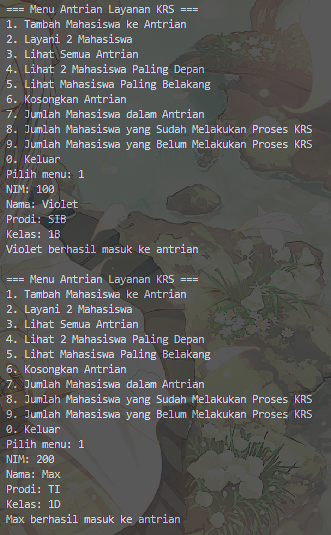 === Menu Antrian Layanan KRS ===
1. Tambah Mahasiswa ke Antrian
2. Layani 2 Mahasiswa
3. Lihat Semua Antrian
4. Lihat 2 Mahasiswa Paling Depan
5. Lihat Mahasiswa Paling Belakang
6. Kosongkan Antrian
7. Jumlah Mahasiswa dalam Antrian
8. Jumlah Mahasiswa yang Sudah Melakukan Proses KRS
9. Jumlah Mahasiswa yang Belum Melakukan Proses KRS
0. Keluar
Pilih menu: 1
NIM: 100
Nama: Violet
Prodi: SIB
Kelas: 1B
Violet berhasil masuk ke antrian
=== Menu Antrian Layanan KRS ===
1. Tambah Mahasiswa ke Antrian
2. Layani 2 Mahasiswa
3. Lihat Semua Antrian
4. Lihat 2 Mahasiswa Paling Depan
5. Lihat Mahasiswa Paling Belakang
6. Kosongkan Antrian
7. Jumlah Mahasiswa dalam Antrian
8. Jumlah Mahasiswa yang Sudah Melakukan Proses KRS
9. Jumlah Mahasiswa yang Belum Melakukan Proses KRS
0. Keluar
Pilih menu: 1
NIM: 200
Nama: Max
Prodi: TI
Kelas: 1D
Max berhasil masuk ke antrian